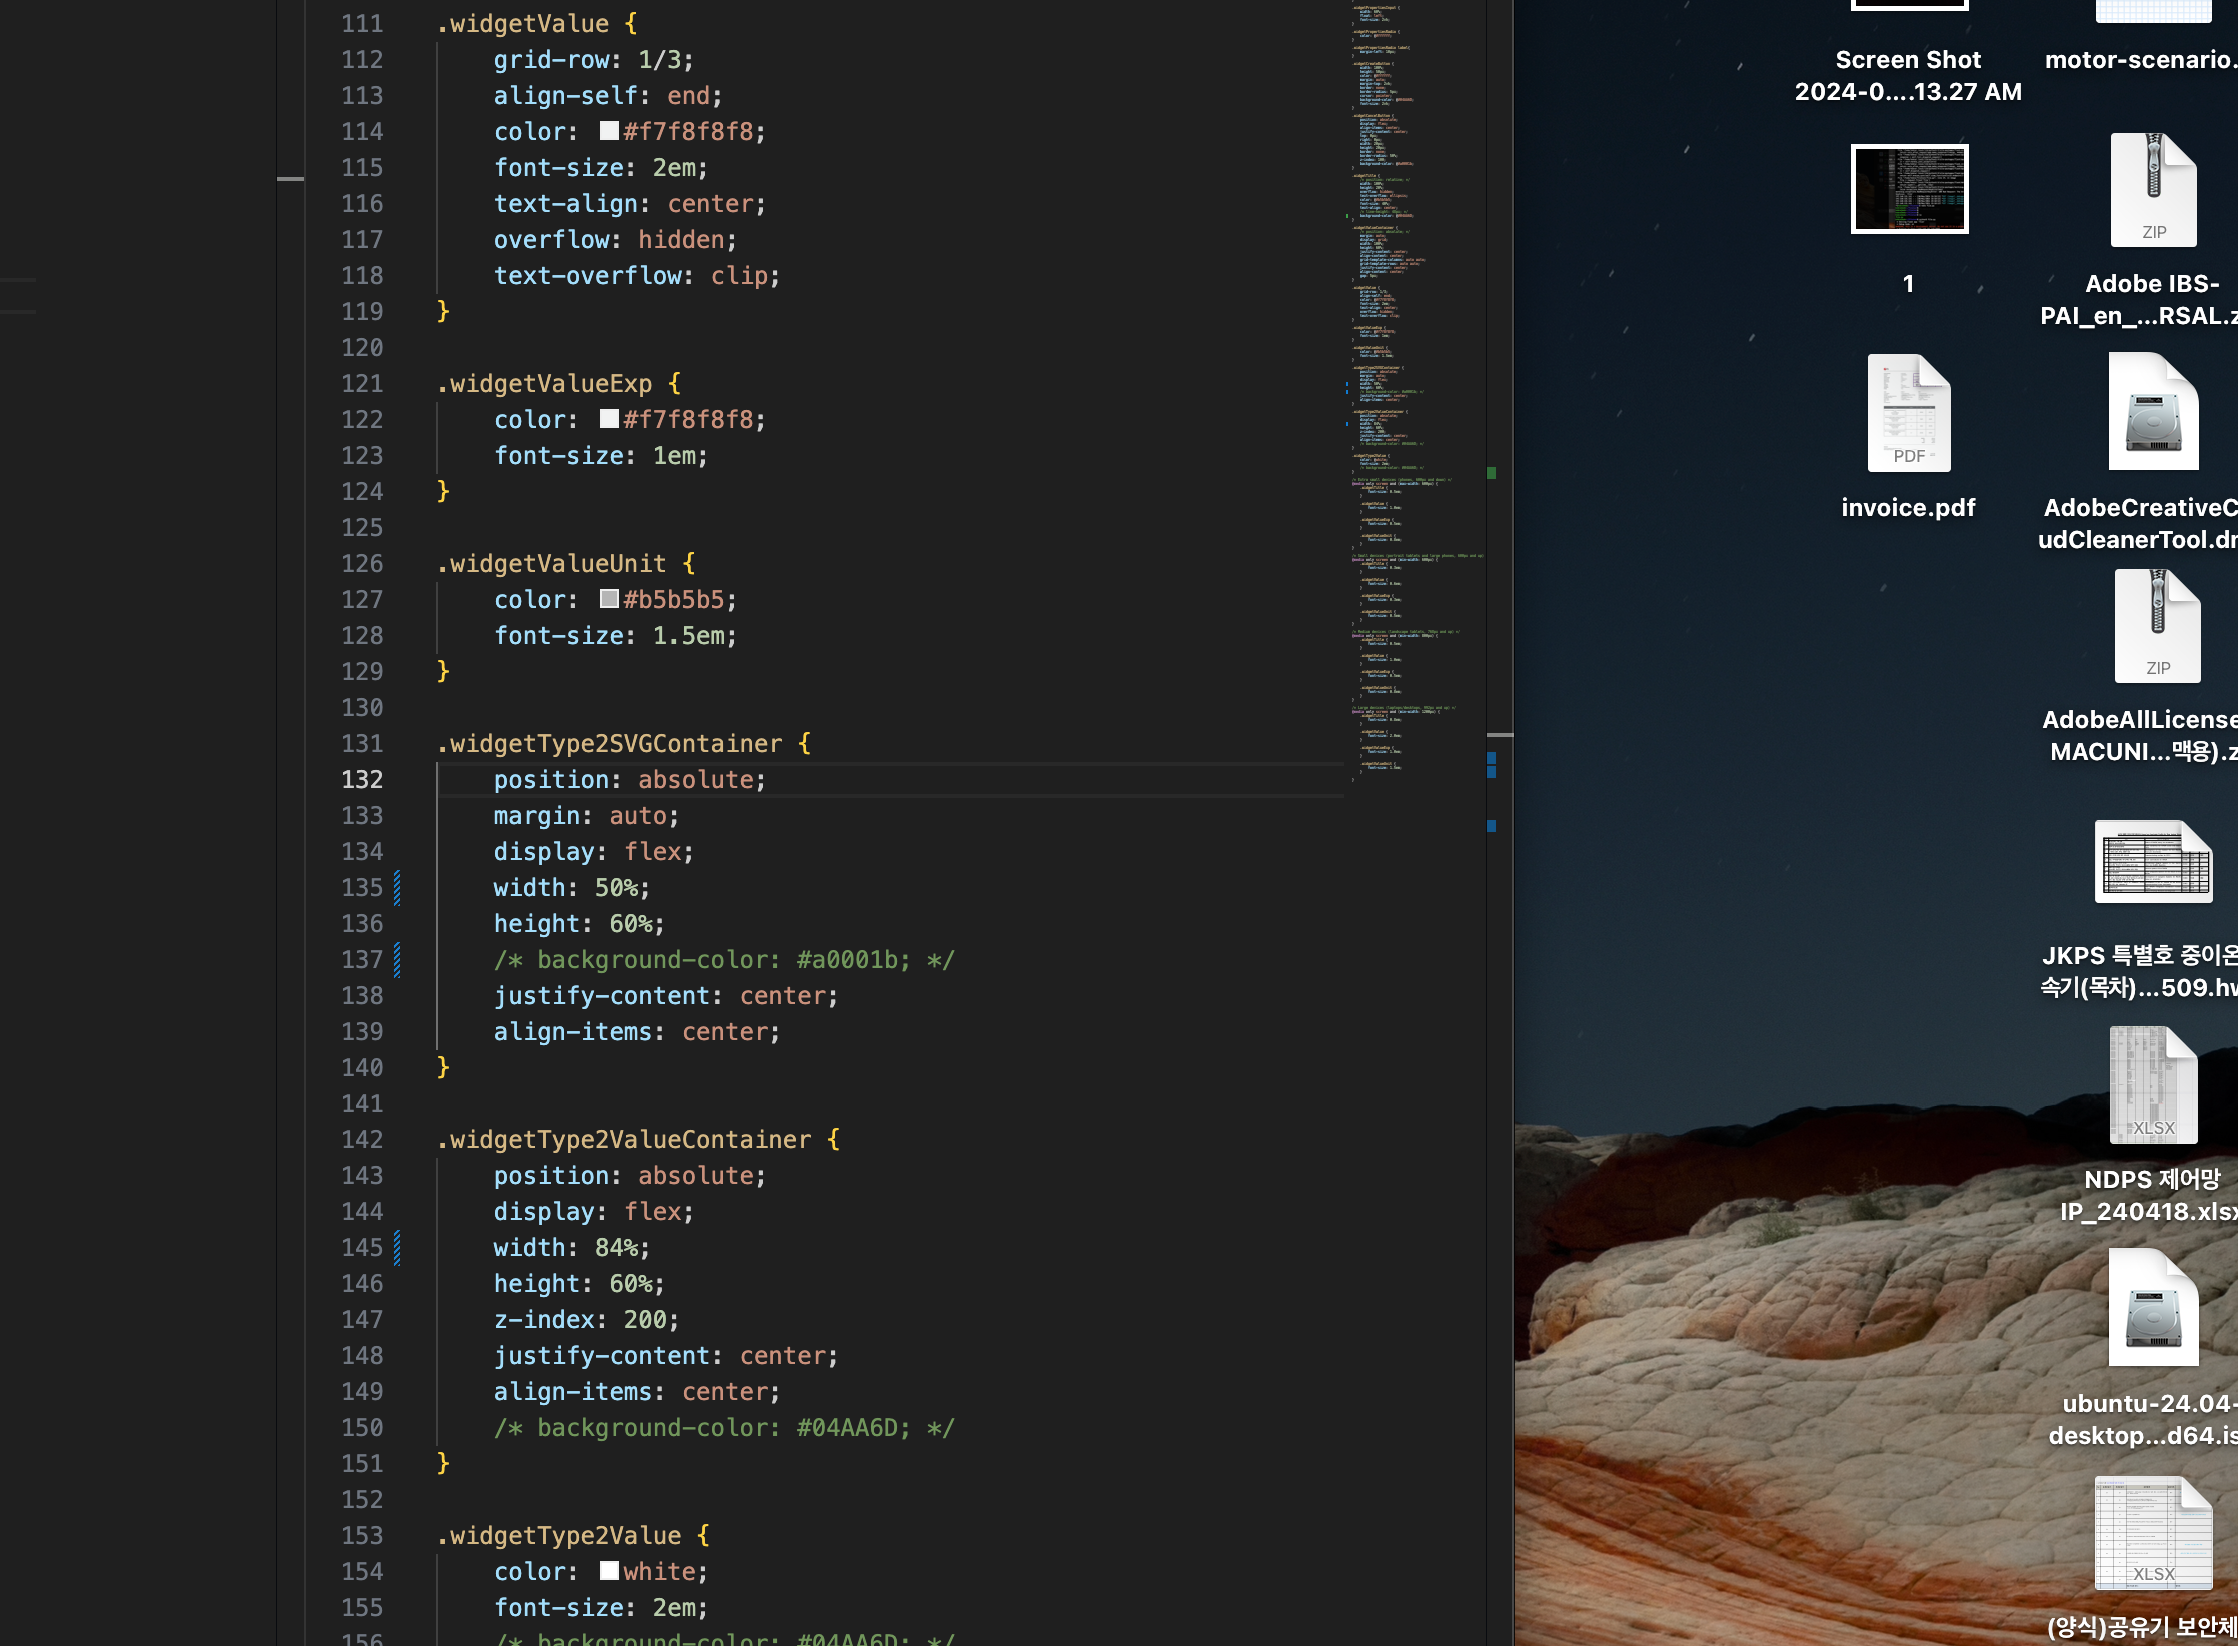 111 .widgetValue {
112 grid-row: 1/3;
113 align-self: end;
114 color: #f7f8f8f8;
115 font-size: 2em;
116 text-align: center;
117 overflow: hidden;
118 text-overflow: clip;
119 }
120
121 .widgetValueExp {
122 color: #f7f8f8f8;
123 font-size: 1em;
124 }
125
126 .widgetValueUnit {
127 color: #b5b5b5;
128 font-size: 1.5em;
129 }
130
131 .widgetType2SVGContainer {
132 position: absolute;
133 margin: auto;
134 display: flex;
135 width: 50%;
136 height: 60%;
137 /* background-color: #a0001b; */
138 justify-content: center;
139 align-items: center;
140 }
141
142 .widgetType2ValueContainer {
143 position: absolute;
144 display: flex;
145 width: 84%;
146 height: 60%;
147 z-index: 200;
148 justify-content: center;
149 align-items: center;
150 /* background-color: #04AA6D; */
151 }
152
153 .widgetType2Value {
154 color: white;
155 font-size: 2em;
156 /* background-color: #04AA6D; */
Screen Shot
2024-0....13.27 AM
motor-scenario.
1
ZIP
Adobe IBS-
PAI_en_...RSAL.z
PDF
invoice.pdf
AdobeCreativeC
udCleanerTool.dm
ZIP
AdobeAllLicense
MACUNI...맥용).z
JKPS 특별호 중이온
속기(목차)...509.hw
XLSX
NDPS 제어망
IP_240418.xlsx
ubuntu-24.04-
desktop...d64.is
XLSX
(양식)공유기 보안체